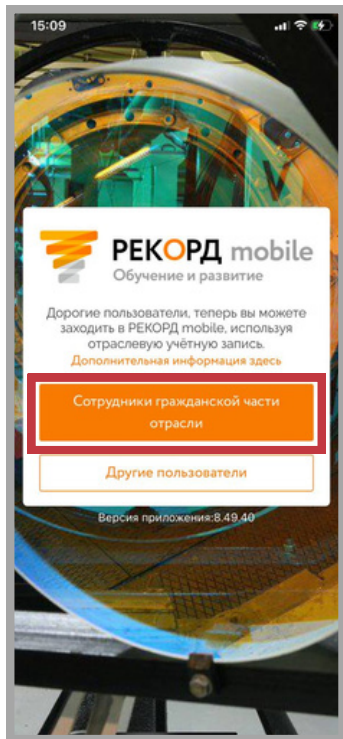 15:09
РЕКОРД mobile
Обучение и развитие
Дорогие пользователи, теперь вы можете
заходить в РЕКОРД mobile, используя
отраслевую учётную запись.
Дополнительная информация здесь
Сотрудники гражданской части
отрасли
Другие пользователи
Версия приложения:8.49.40